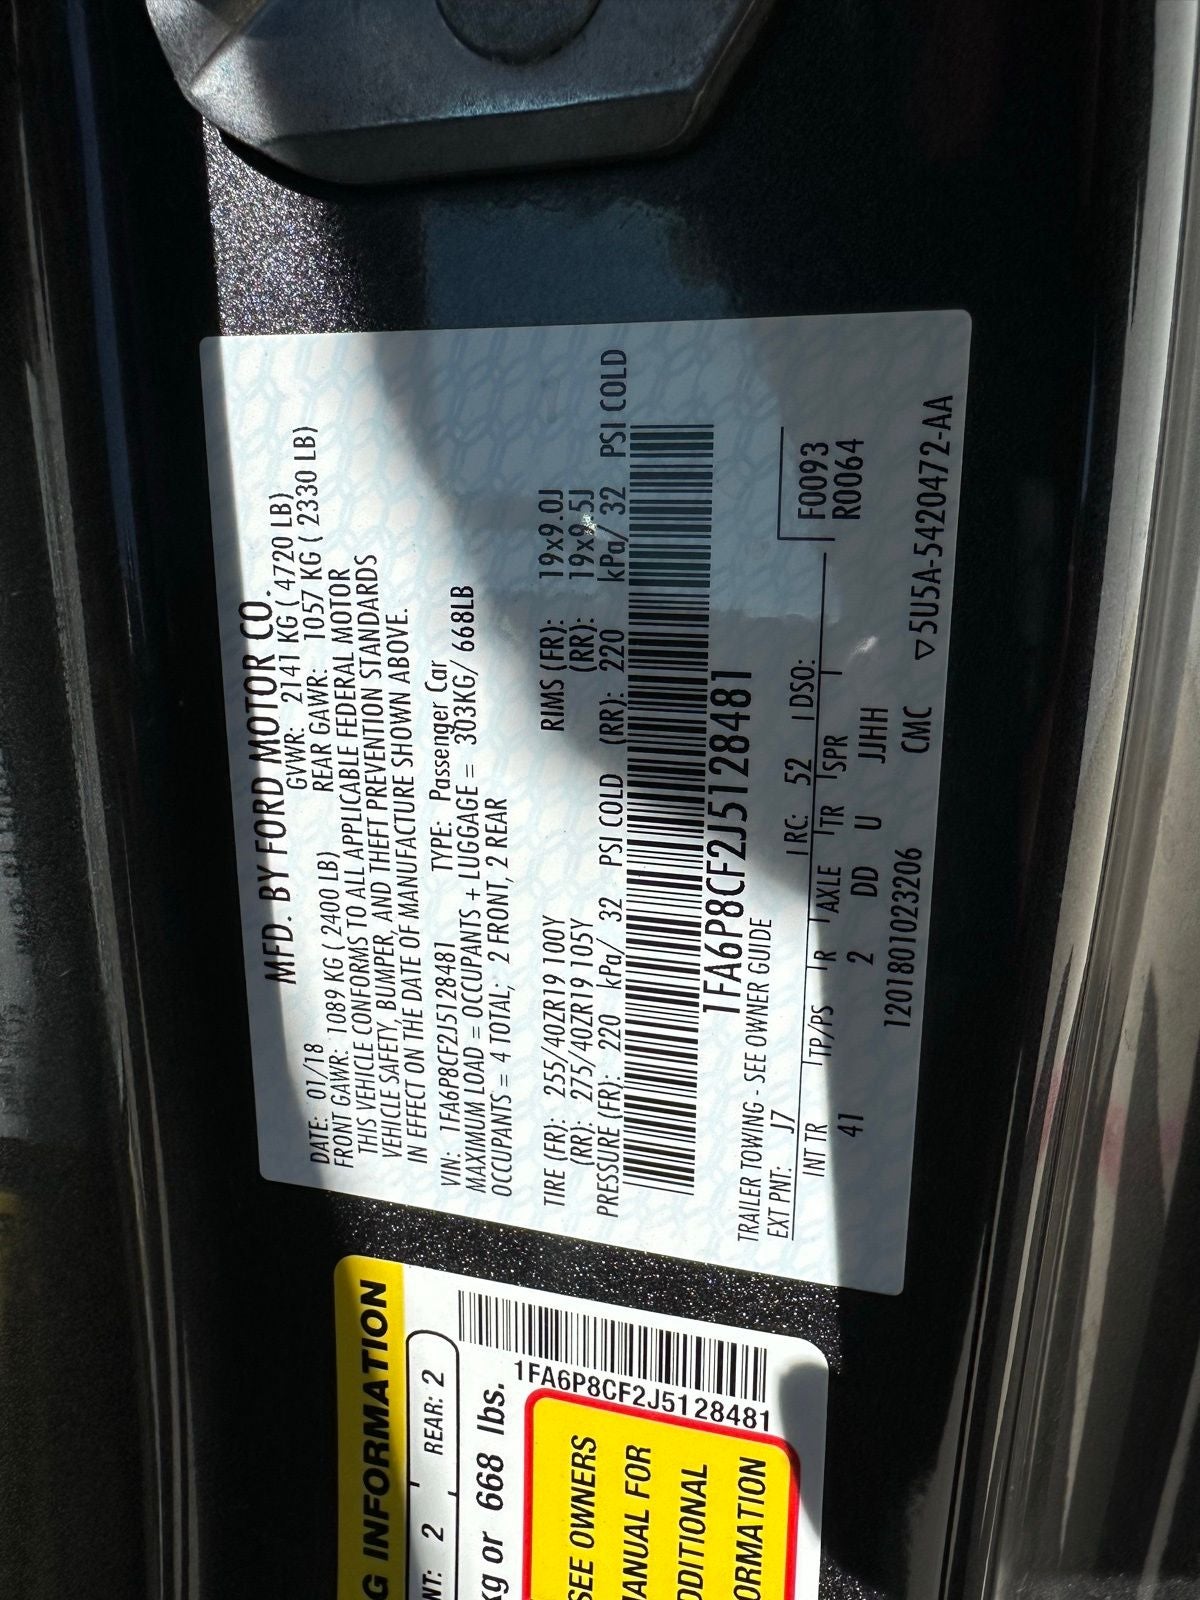 MFD. BY FORD MOTOR CO.
DATE: 01/18 GVWR: 2141 KG ( 4720 LB)
FRONT GAWR: 1089 KG ( 2400 LB) REAR GAWR: 1057 KG ( 2330 LB)
THIS VEHICLE CONFORMS TO ALL APPLICABLE FEDERAL MOTOR
VEHICLE SAFETY, BUMPER, AND THEFT PREVENTION STANDARDS
IN EFFECT ON THE DATE OF MANUFACTURE SHOWN ABOVE.
VIN: 1FA6P8CF2J5128481 TYPE: Passenger Car
MAXIMUM LOAD = OCCUPANTS + LUGGAGE = 303KG/ 668LB
OCCUPANTS = 4 TOTAL; 2 FRONT, 2 REAR
TIRE (FR): 255/40ZR19 100Y RIMS (FR): 19x9.0J
(RR): 275/40ZR19 105Y (RR): 19x9.5J
PRESSURE (FR): 220 kPa/ 32 PSI COLD (RR): 220 kPa/ 32 PSI COLD
1FA6P8CF2J5128481
TRAILER TOWING - SEE OWNER GUIDE
EXT PNT: J7 RC: 52 DSO:
F0093
R0064
INT TR TP/PS R AXLE TR SPR
41 2 DD U JJHH
1201801023206 CMC ▽5U5A-5420472-AA
G INFORMATION
NT: 2 REAR: 2
kg or 668 lbs.
1FA6P8CF2J5128481
SEE OWNERS
MANUAL FOR
DDITIONAL
ORMATION